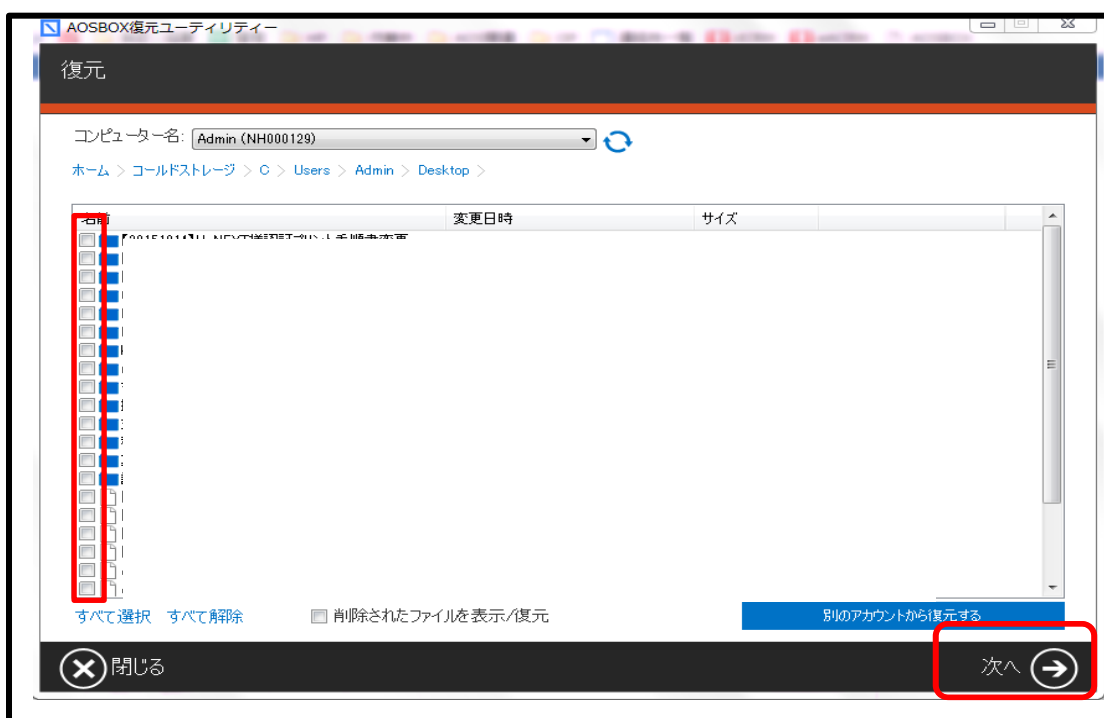 AOSBOX復元ユーティリティー
復元
コンピューター名: Admin (NH000129)
ホーム > コールドストレージ > C > Users > Admin > Desktop >
名前 変更日時 サイズ
すべて選択 すべて解除 削除されたファイルを表示/復元 別のアカウントから復元する
閉じる 次へ